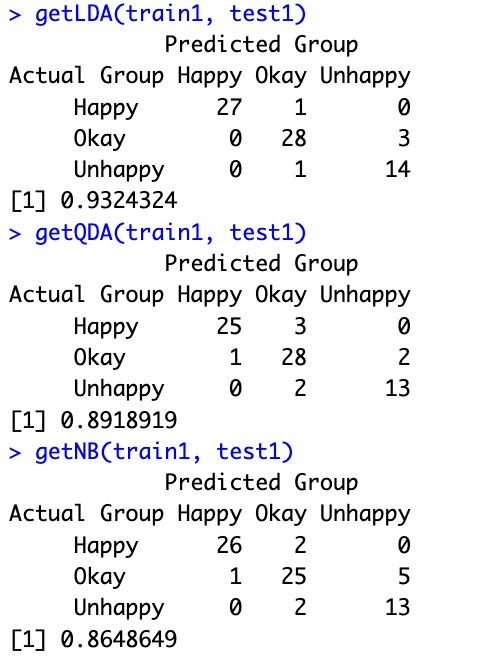 > getLDA(train1, test1)
            Predicted Group
Actual Group Happy Okay Unhappy
     Happy      27    1       0
     Okay        0   28       3
     Unhappy     0    1      14
[1] 0.9324324
> getQDA(train1, test1)
            Predicted Group
Actual Group Happy Okay Unhappy
     Happy      25    3       0
     Okay        1   28       2
     Unhappy     0    2      13
[1] 0.8918919
> getNB(train1, test1)
            Predicted Group
Actual Group Happy Okay Unhappy
     Happy      26    2       0
     Okay        1   25       5
     Unhappy     0    2      13
[1] 0.8648649